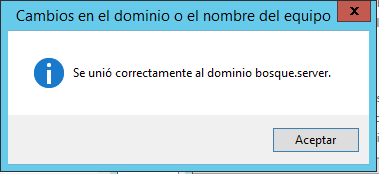 Cambios en el dominio o el nombre del equipo
x
Se unió correctamente al dominio bosque.server.
Aceptar